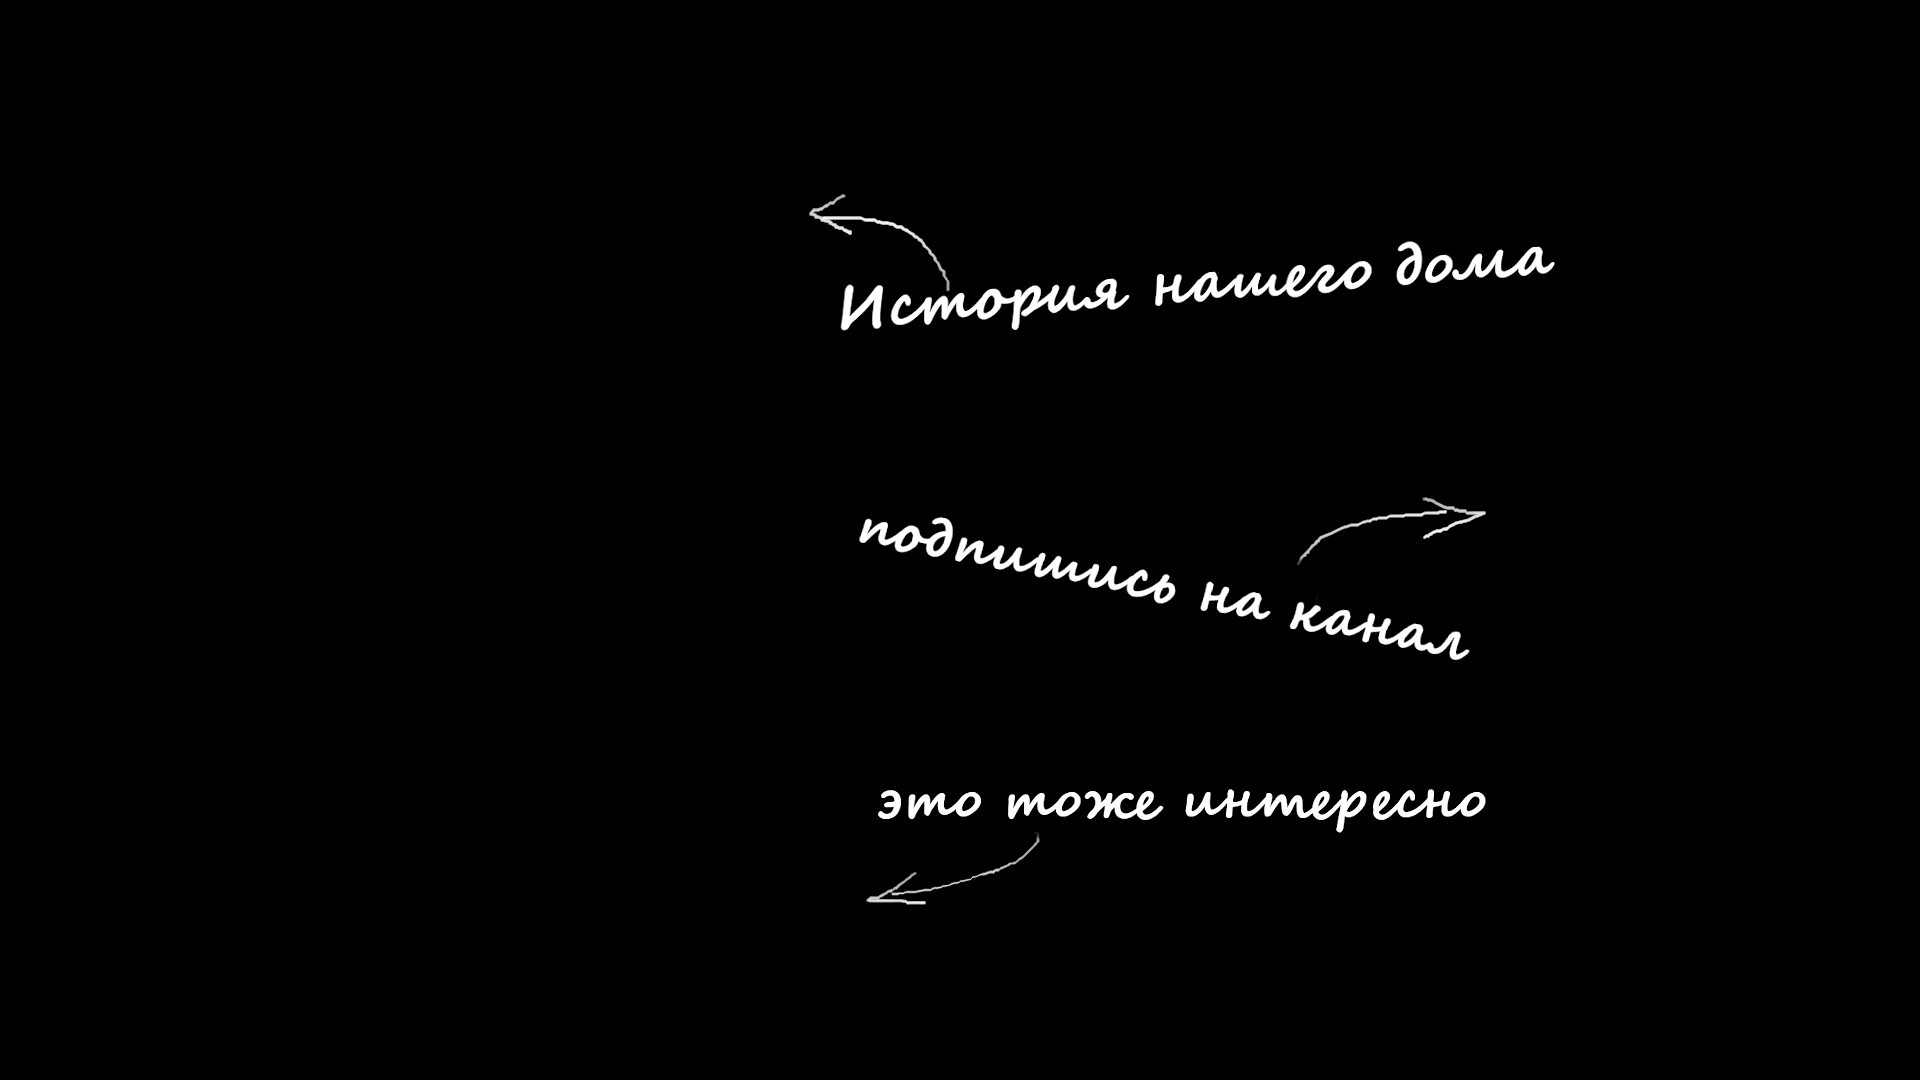 История нашего дома
подпишись на канал
это тоже интересно